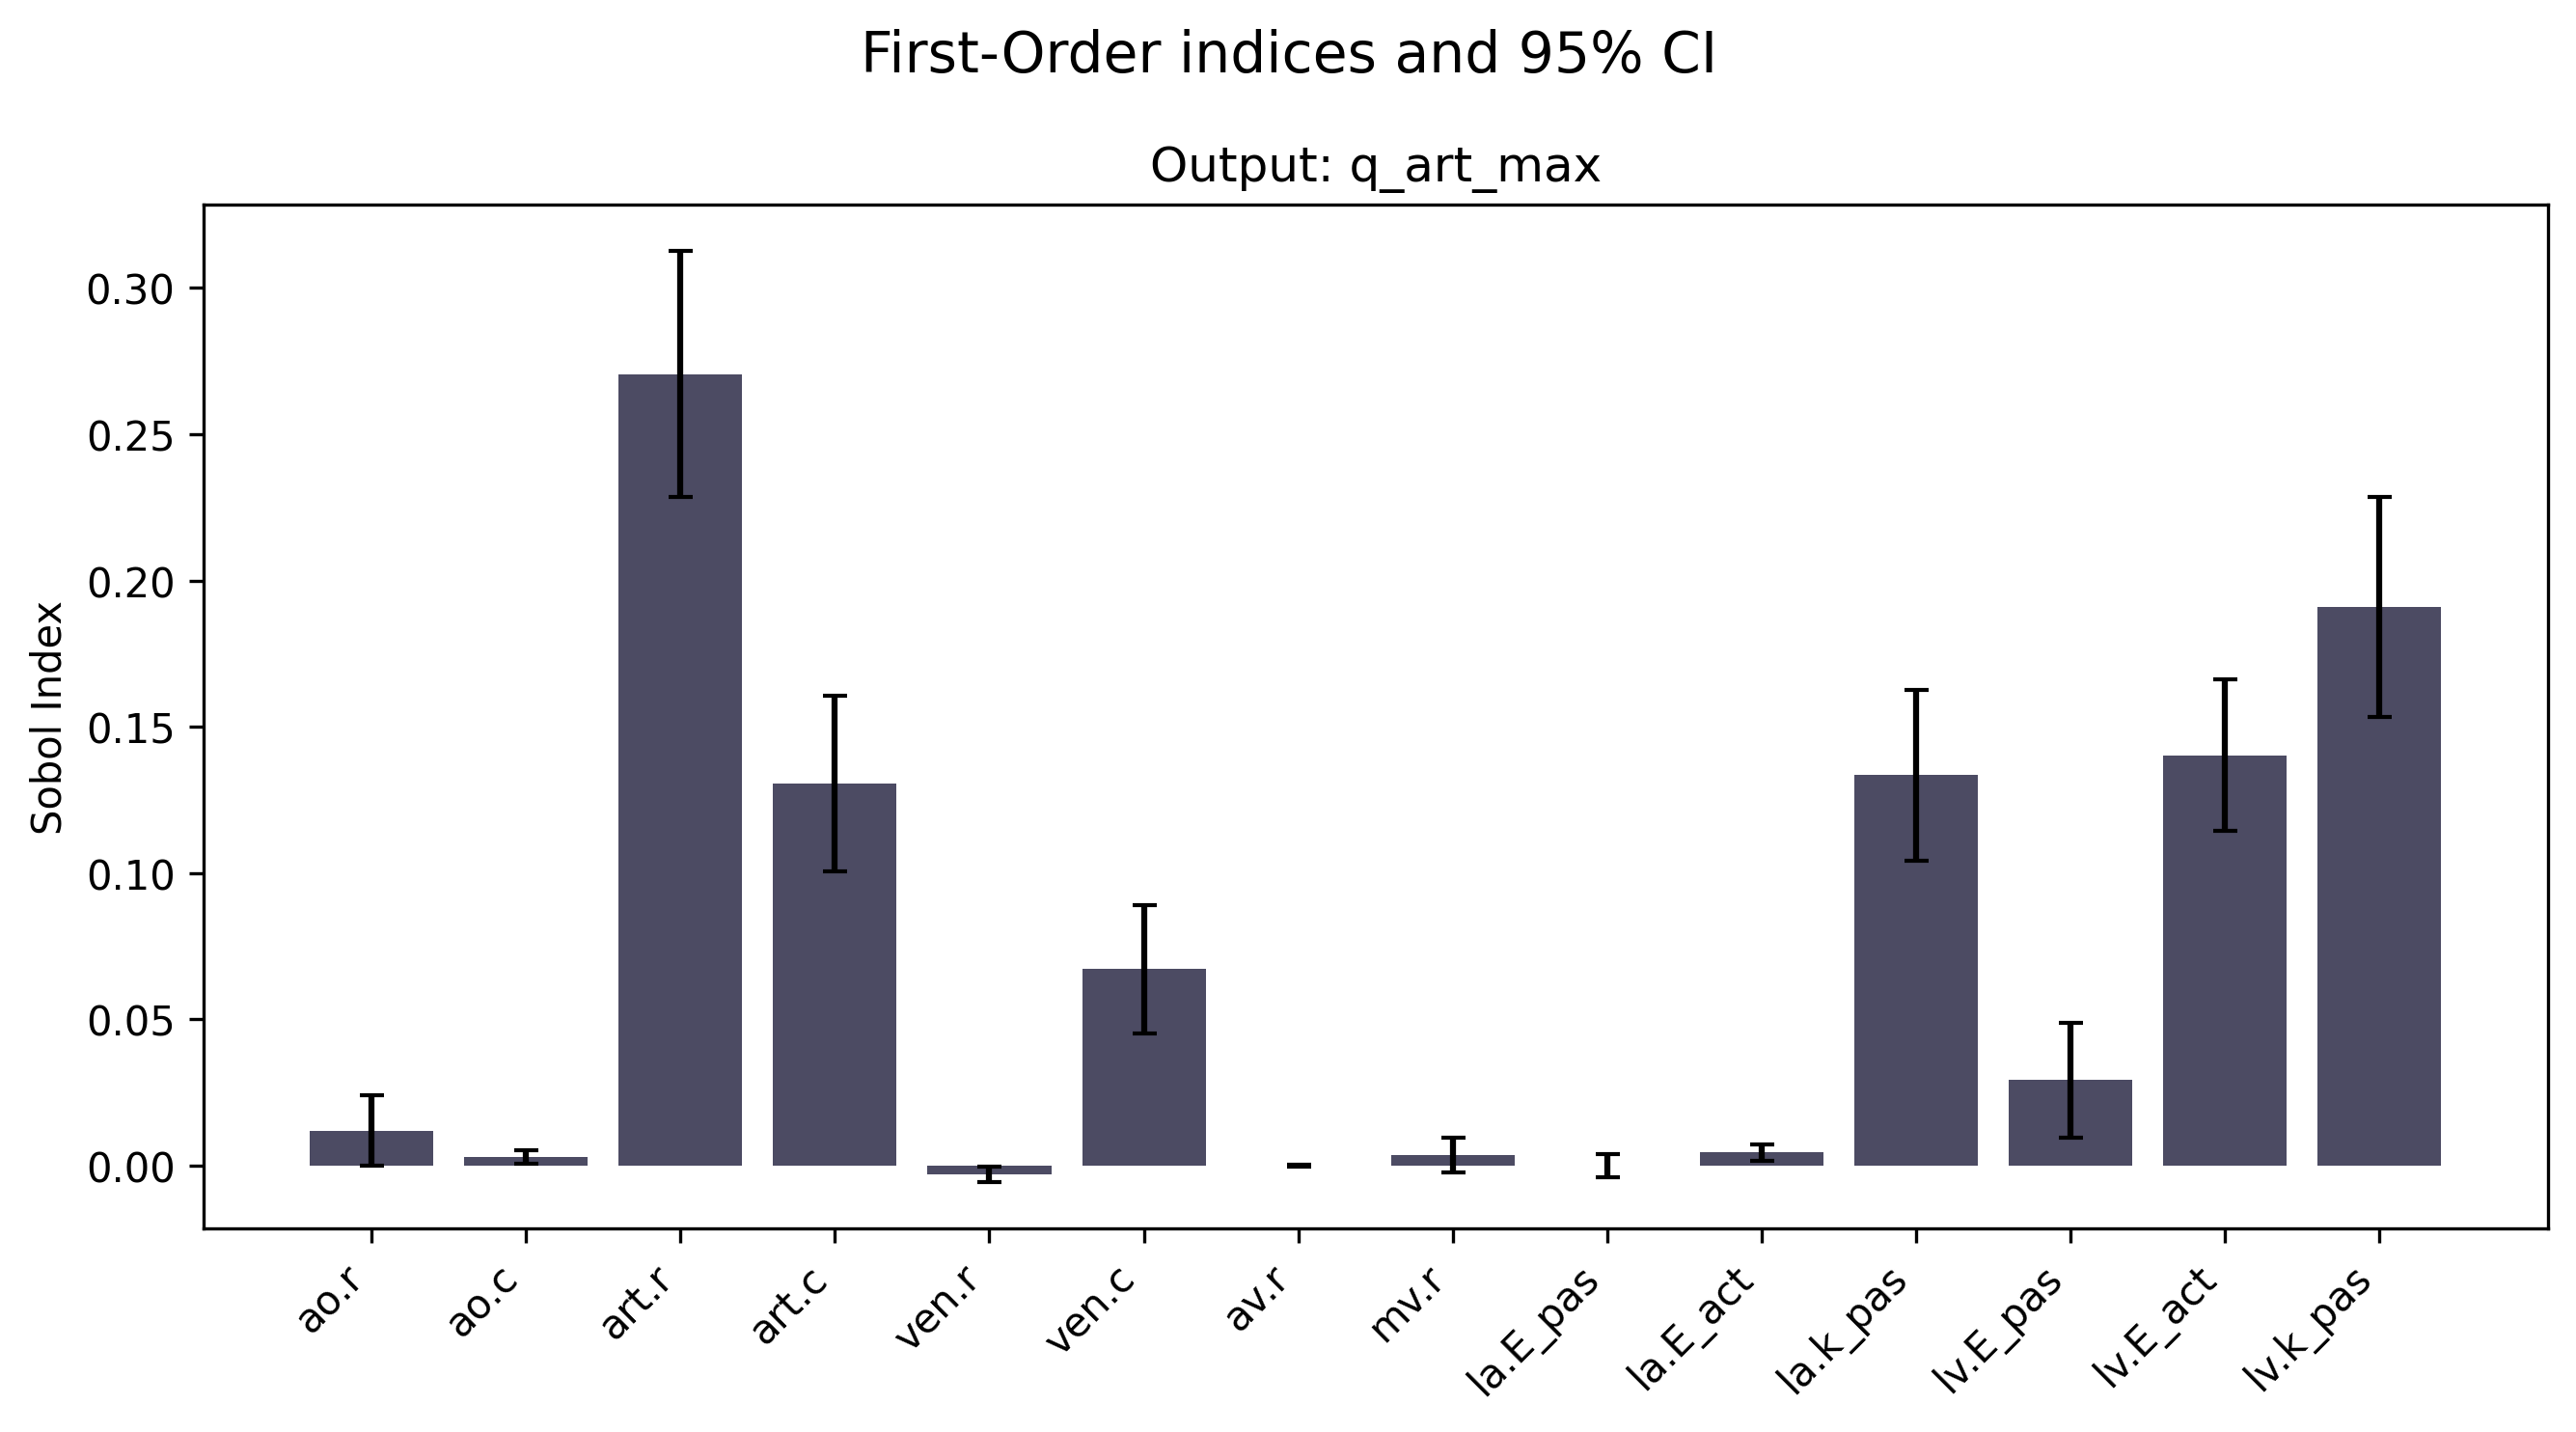 First-Order indices and 95% CI
Output: q_art_max
Sobol Index
0.30
0.25
0.20
0.15
0.10
0.05
0.00
ao.r
ao.c
art.r
art.c
ven.r
ven.c
av.r
mv.r
la.E_pas
la.E_act
la.k_pas
lv.E_pas
lv.E_act
lv.k_pas